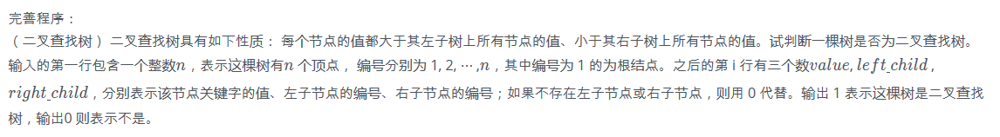 完善程序：
（二叉查找树）二叉查找树具有如下性质： 每个节点的值都大于其左子树上所有节点的值、小于其右子树上所有节点的值。试判断一棵树是否为二叉查找树。
输入的第一行包含一个整数n，表示这棵树有n 个顶点， 编号分别为 1, 2, ⋯ ,n，其中编号为 1 的为根结点。之后的第 i 行有三个数value, left_child ,
right_child，分别表示该节点关键字的值、左子节点的编号、右子节点的编号；如果不存在左子节点或右子节点，则用 0 代替。输出 1 表示这棵树是二叉查找
树，输出0 则表示不是。